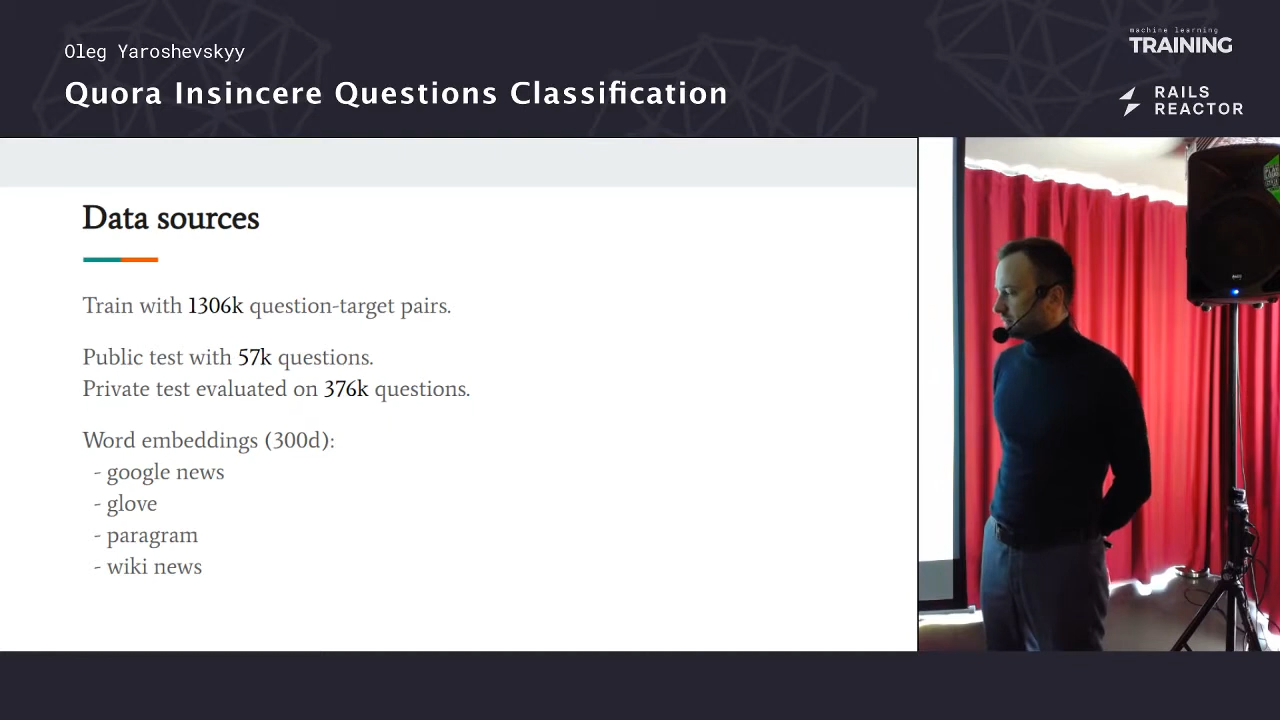 Oleg Yaroshevskyy
Quora Insincere Questions Classification
machine learning
TRAINING
RAILS
REACTOR
Data sources
Train with 1306k question-target pairs.
Public test with 57k questions.
Private test evaluated on 376k questions.
Word embeddings (300d):
- google news
- glove
- paragram
- wiki news